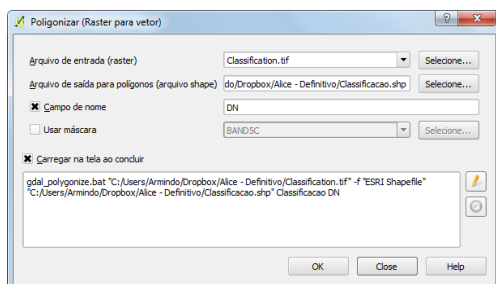 Poligonizar (Raster para vetor)
Arquivo de entrada (raster) Classification.tif Selecione...
Arquivo de saída para polígonos (arquivo shape) do/Dropbox/Alice - Definitivo/Classificacao.shp Selecione...
Campo de nome DN
Usar máscara BANDSC Selecione...
Carregar na tela ao concluir
gdal_polygonize.bat "C:/Users/Armindo/Dropbox/Alice - Definitivo/Classification.tif" -f "ESRI Shapefile"
"C:/Users/Armindo/Dropbox/Alice - Definitivo/Classificacao.shp" Classificacao DN
OK Close Help